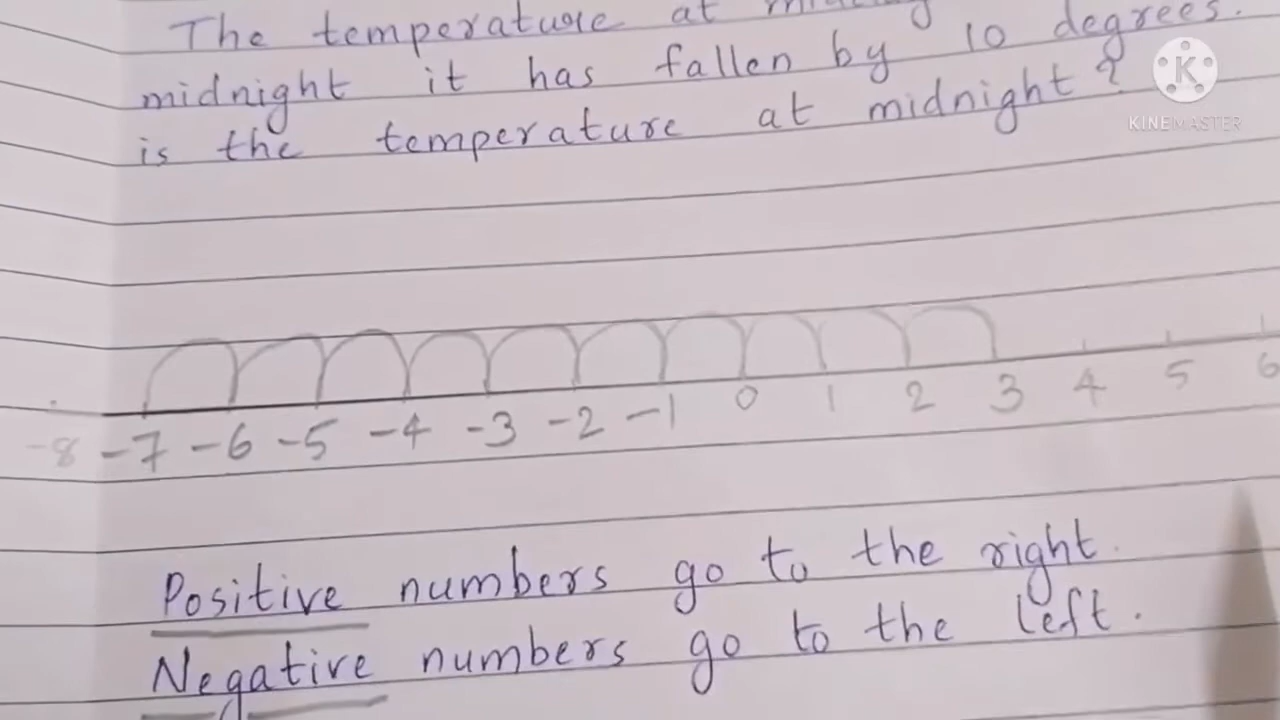 The temperature at
midnight it has fallen by 10 degrees.
is the temperature at midnight?
K
KINEMASTER
-8 -7 -6 -5 -4 -3 -2 -1 0 1 2 3 4 5 6
Positive numbers go to the right.
Negative numbers go to the left.